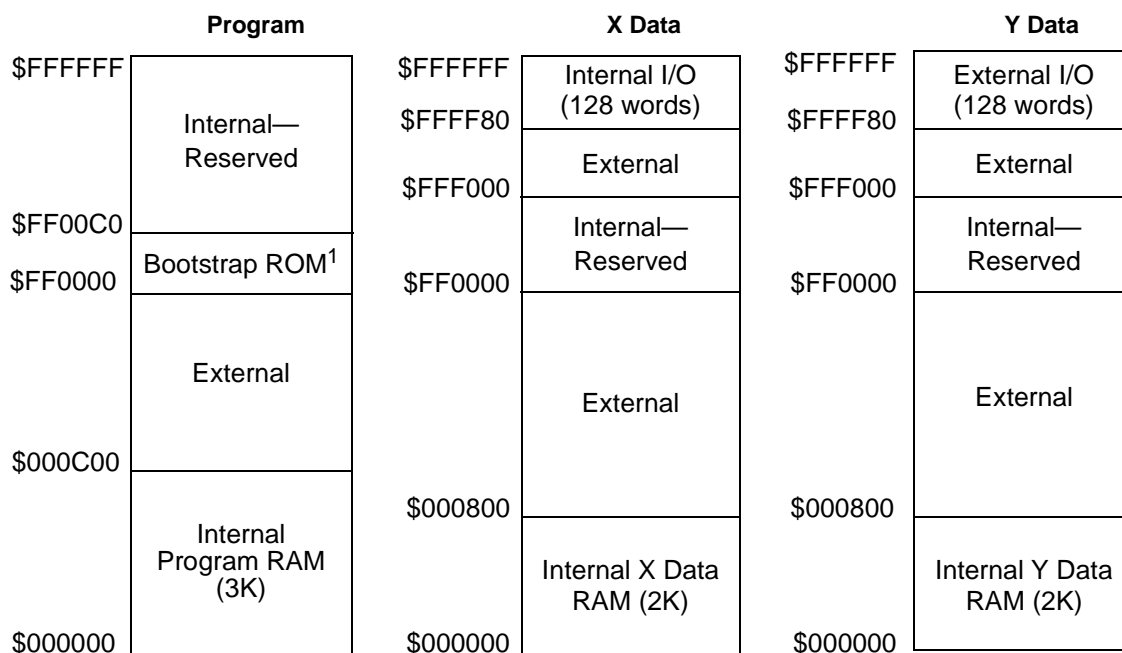 Program
$FFFFFF
Internal—
Reserved
$FF00C0
Bootstrap ROM1
$FF0000
External
$000C00
Internal
Program RAM
(3K)
$000000
X Data
$FFFFFF
Internal I/O
(128 words)
$FFFF80
External
$FFF000
Internal—
Reserved
$FF0000
External
$000800
Internal X Data
RAM (2K)
$000000
Y Data
$FFFFFF
External I/O
(128 words)
$FFFF80
External
$FFF000
Internal—
Reserved
$FF0000
External
$000800
Internal Y Data
RAM (2K)
$000000